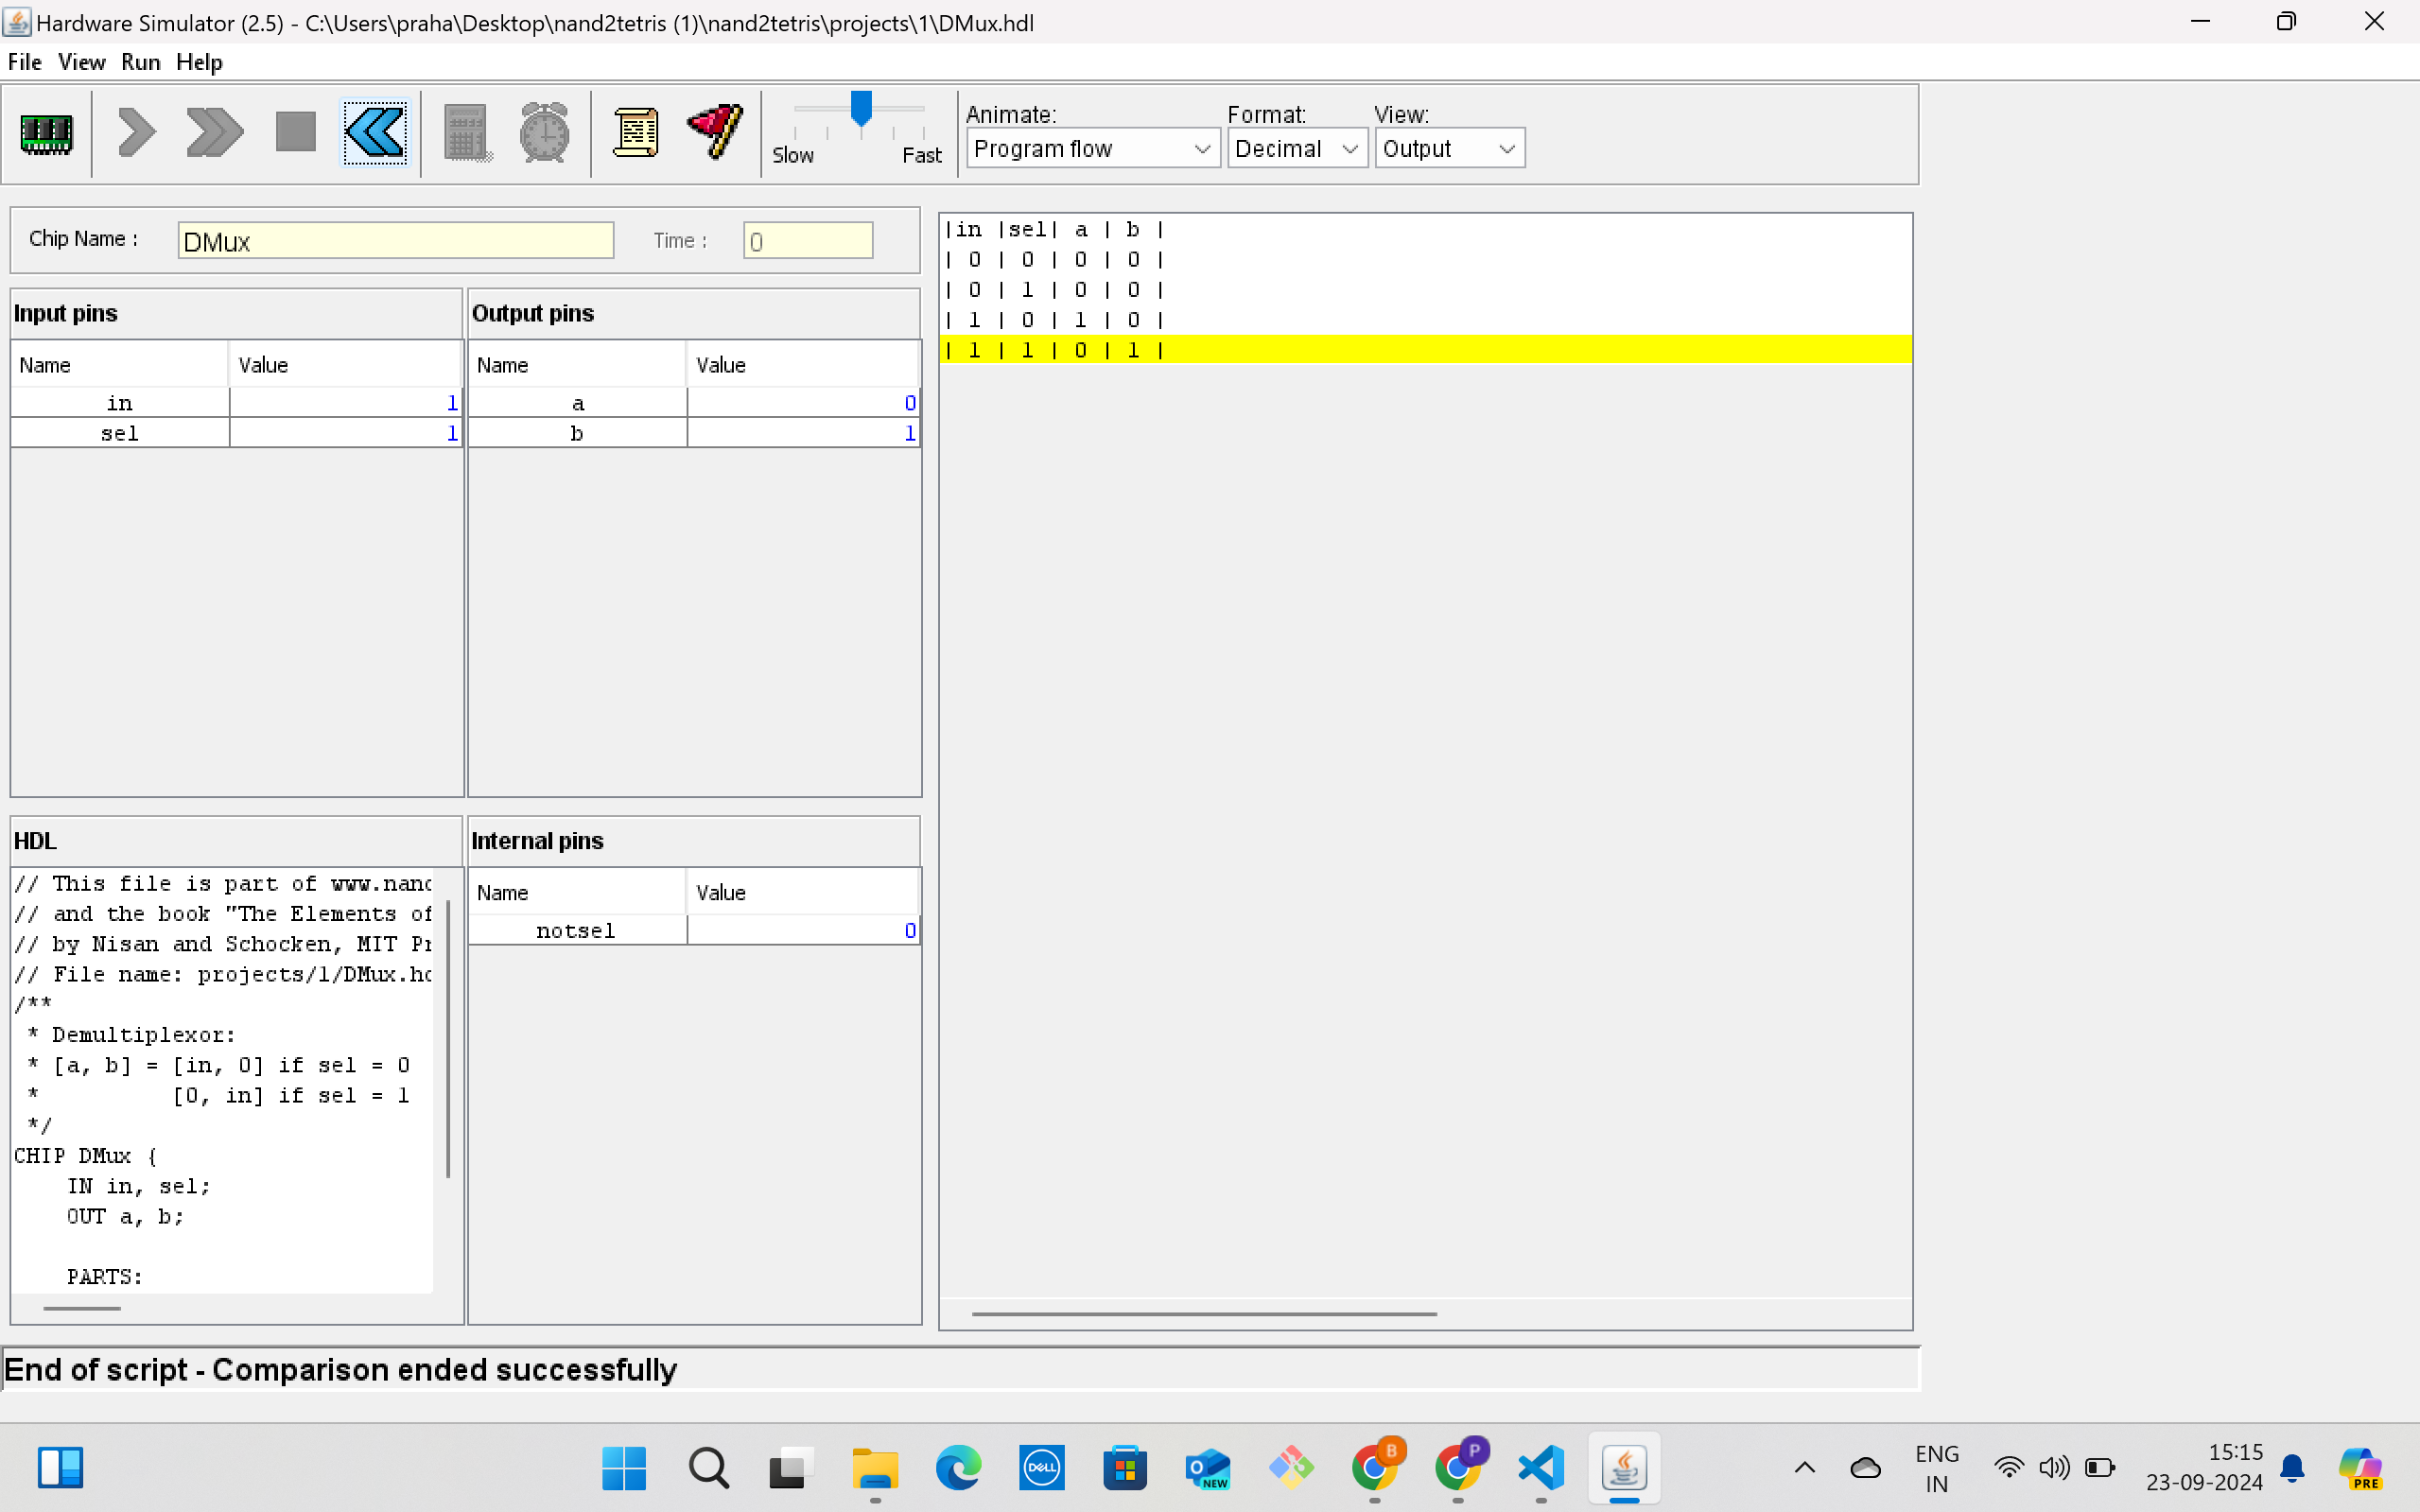 Hardware Simulator (2.5) - C:\Users\praha\Desktop\nand2tetris (1)\nand2tetris\projects\1\DMux.hdl
File View Run Help
Slow Fast
Animate: Format: View:
Program flow Decimal Output
Chip Name : DMux Time : 0
Input pins
Name Value
in 1
sel 1
Output pins
Name Value
a 0
b 1
|in |sel| a | b |
| 0 | 0 | 0 | 0 |
| 0 | 1 | 0 | 0 |
| 1 | 0 | 1 | 0 |
| 1 | 1 | 0 | 1 |
HDL
// This file is part of www.nand
// and the book "The Elements of
// by Nisan and Schocken, MIT Pr
// File name: projects/1/DMux.hd
/**
* Demultiplexor:
* [a, b] = [in, 0] if sel = 0
* [0, in] if sel = 1
*/
CHIP DMux {
IN in, sel;
OUT a, b;
PARTS:
Internal pins
Name Value
notsel 0
End of script - Comparison ended successfully
DELL
NEW
B
P
ENG
IN
15:15
23-09-2024
PRE